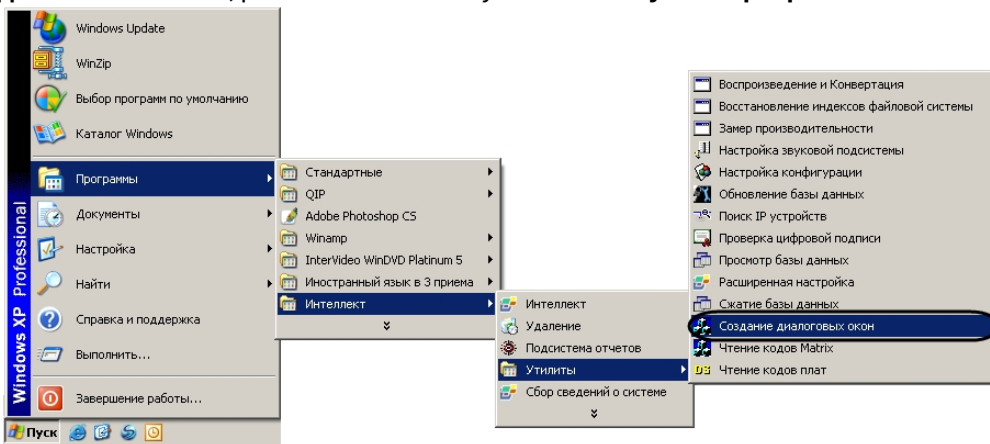 Windows Update
WinZip
Выбор программ по умолчанию
Каталог Windows
Программы
Документы
Настройка
Найти
Справка и поддержка
Выполнить...
Завершение работы...
Windows XP Professional
Пуск
Стандартные
QIP
Adobe Photoshop CS
Winamp
InterVideo WinDVD Platinum 5
Иностранный язык в 3 приема
Интеллект
Интеллект
Удаление
Подсистема отчетов
Утилиты
Сбор сведений о системе
Воспроизведение и Конвертация
Восстановление индексов файловой системы
Замер производительности
Настройка звуковой подсистемы
Настройка конфигурации
Обновление базы данных
Поиск IP устройств
Проверка цифровой подписи
Просмотр базы данных
Расширенная настройка
Сжатие базы данных
Создание диалоговых окон
Чтение кодов Matrix
DS Чтение кодов плат